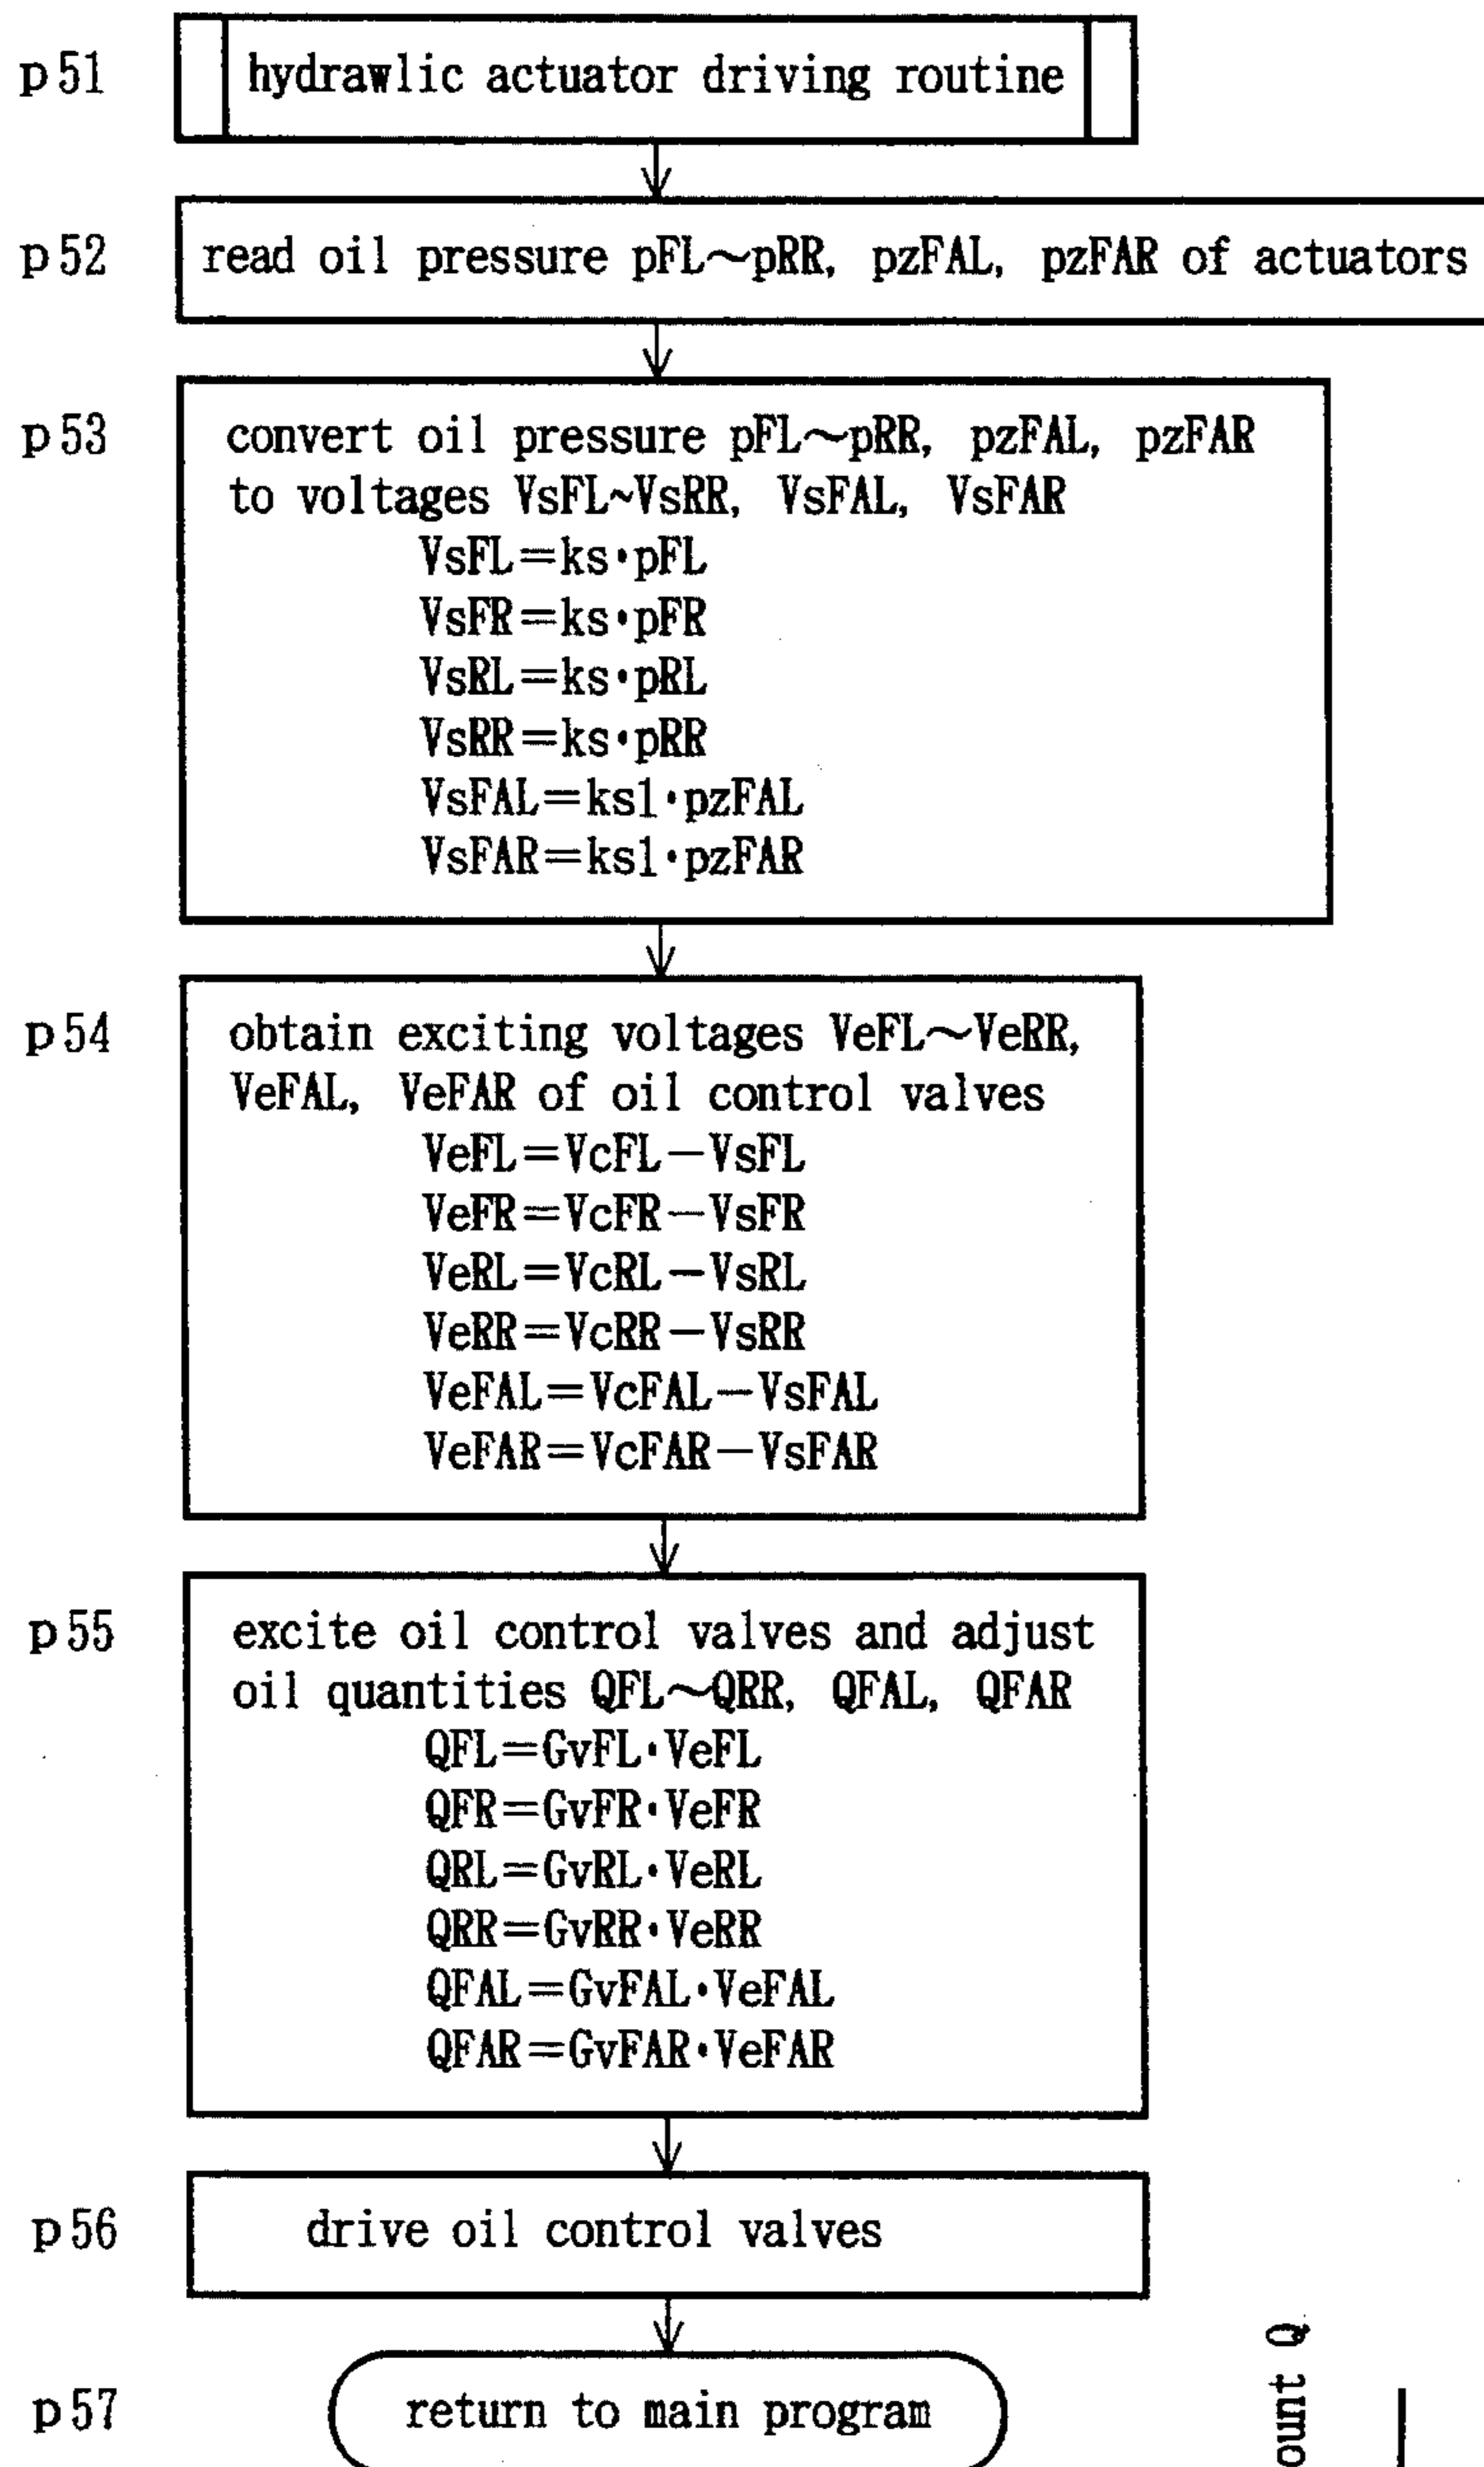 p51 hydrawlic actuator driving routine
p52 read oil pressure pFL～pRR, pzFAL, pzFAR of actuators
p53 convert oil pressure pFL～pRR, pzFAL, pzFAR
to voltages VsFL~VsRR, VsFAL, VsFAR
VsFL=ks・pFL
VsFR=ks・pFR
VsRL=ks・pRL
VsRR=ks・pRR
VsFAL=ks1・pzFAL
VsFAR=ks1・pzFAR
p54 obtain exciting voltages VeFL～VeRR,
VeFAL, VeFAR of oil control valves
VeFL=VcFL−VsFL
VeFR=VcFR−VsFR
VeRL=VcRL−VsRL
VeRR=VcRR−VsRR
VeFAL=VcFAL−VsFAL
VeFAR=VcFAR−VsFAR
p55 excite oil control valves and adjust
oil quantities QFL～QRR, QFAL, QFAR
QFL=GvFL・VeFL
QFR=GvFR・VeFR
QRL=GvRL・VeRL
QRR=GvRR・VeRR
QFAL=GvFAL・VeFAL
QFAR=GvFAR・VeFAR
p56 drive oil control valves
p57 return to main program
ount Q